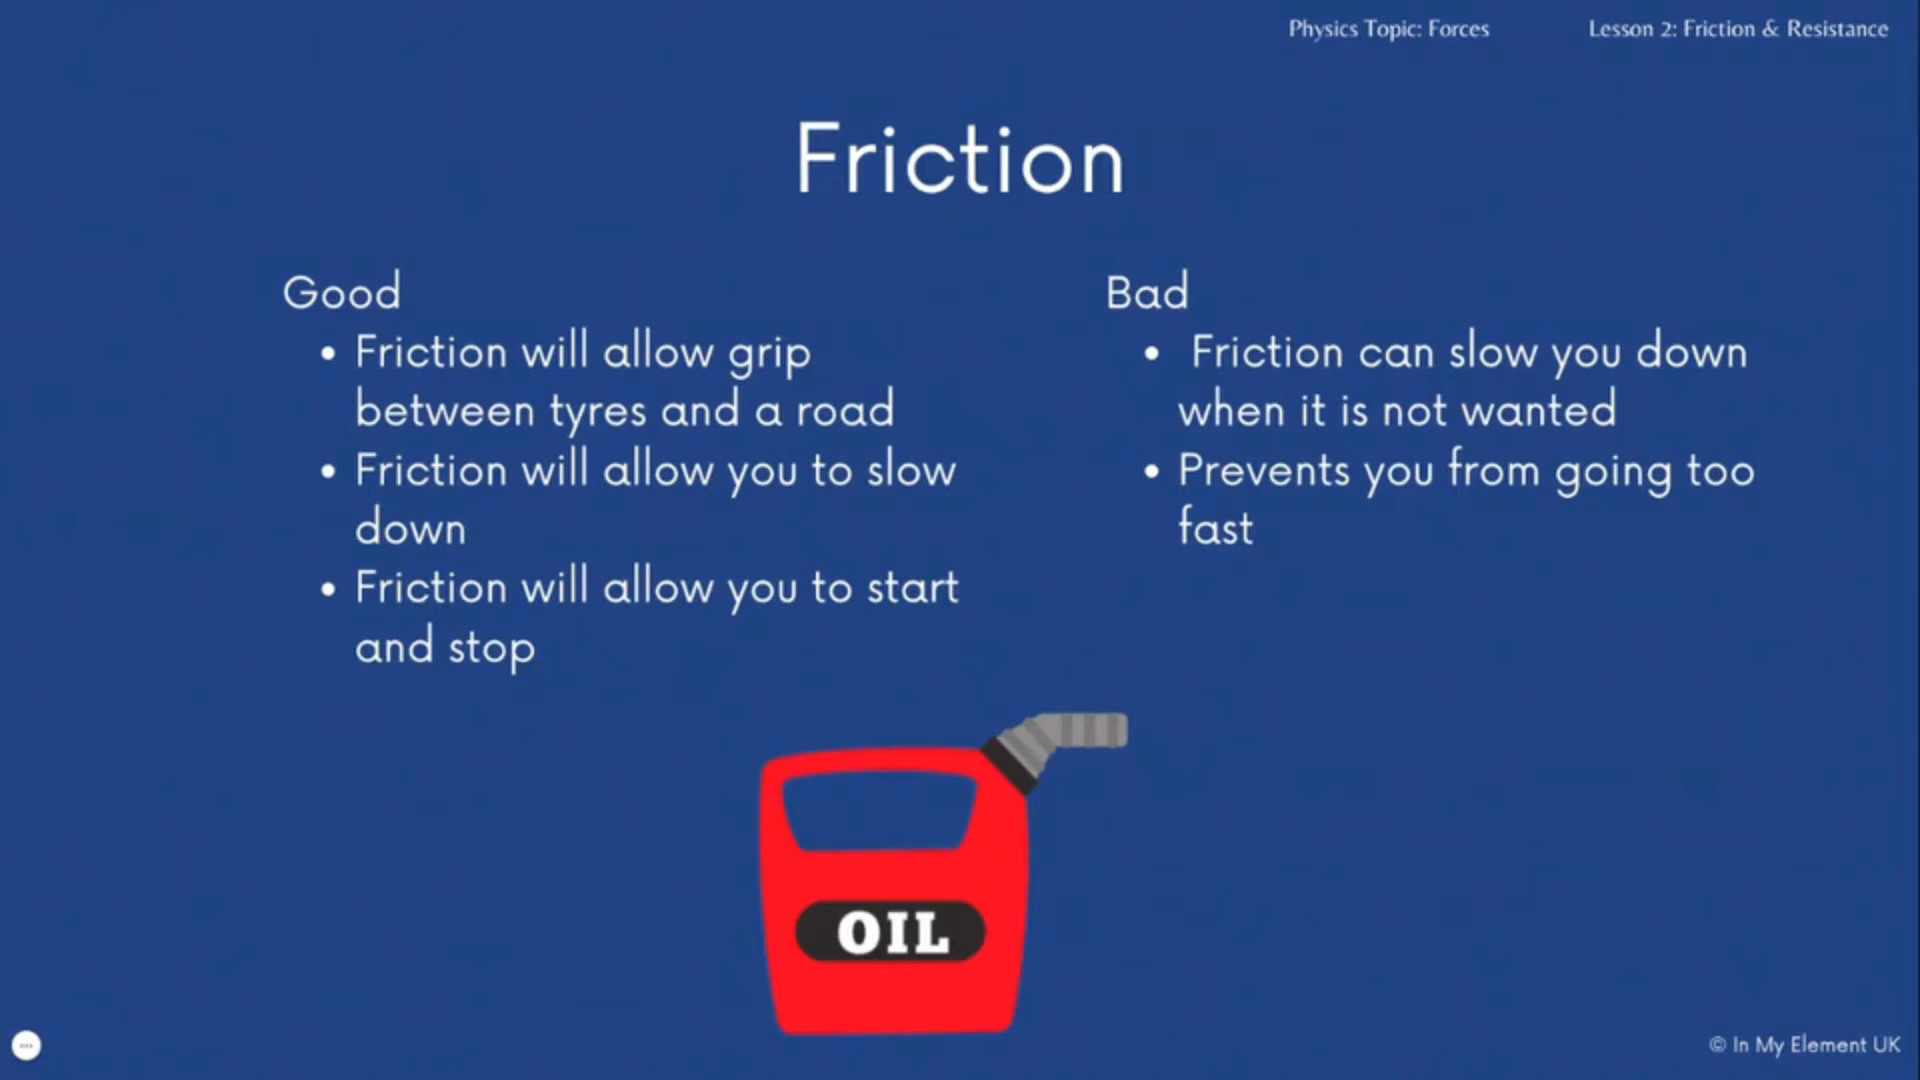 Physics Topic: Forces
Lesson 2: Friction & Resistance
Friction
Good
• Friction will allow grip
between tyres and a road
• Friction will allow you to slow
down
• Friction will allow you to start
and stop
Bad
• Friction can slow you down
when it is not wanted
• Prevents you from going too
fast
OIL
© In My Element UK